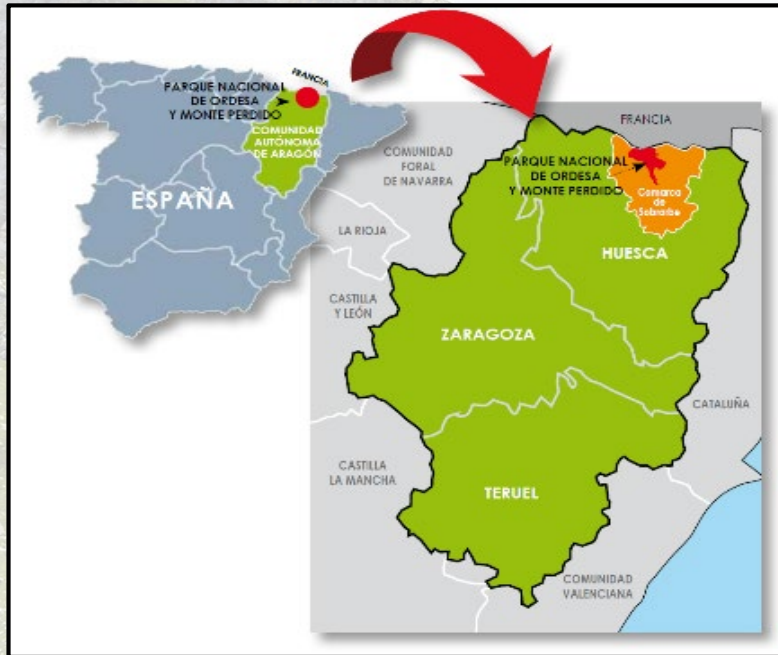 FRANCIA
PARQUE NACIONAL
DE ORDESA
Y MONTE PERDIDO
COMUNIDAD
AUTÓNOMA
DE ARAGÓN
ESPAÑA
FRANCIA
COMUNIDAD
FORAL
DE NAVARRA
PARQUE NACIONAL
DE ORDESA
Y MONTE PERDIDO
Comarca
de
Sobrarbe
LA RIOJA
HUESCA
CASTILLA
Y LEÓN
ZARAGOZA
CATALUÑA
CASTILLA
LA MANCHA
TERUEL
COMUNIDAD
VALENCIANA